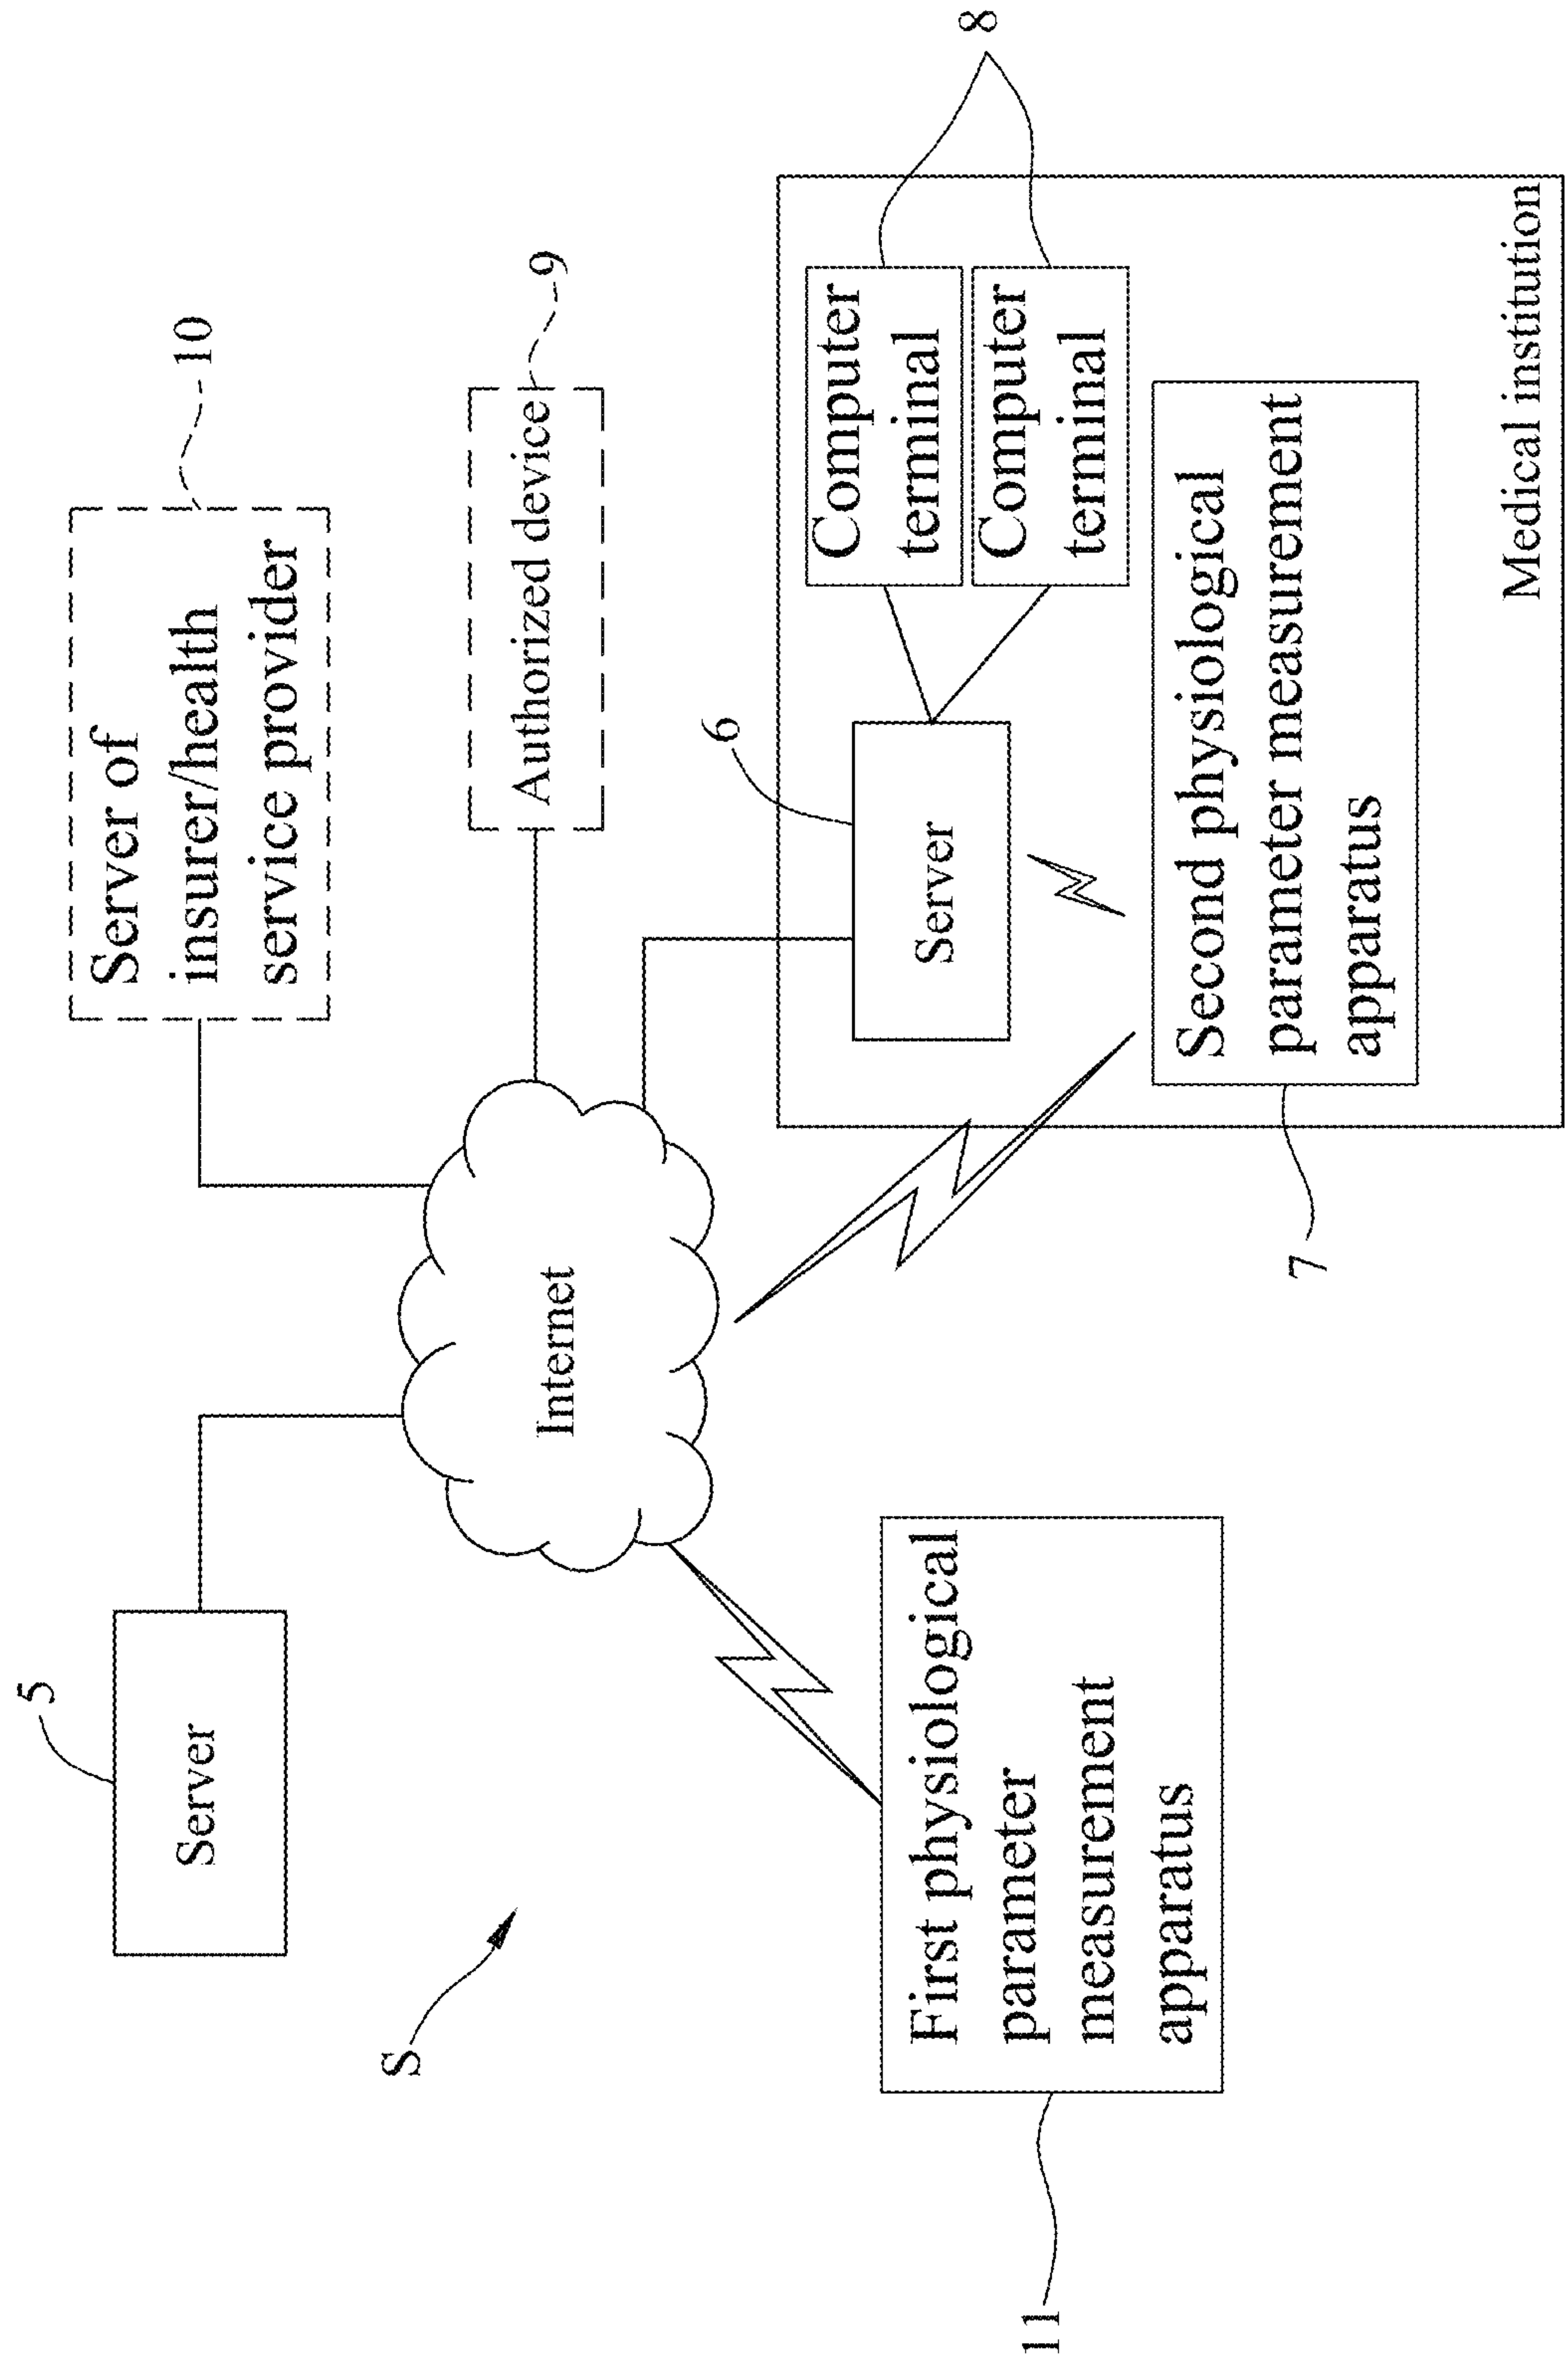 5
Server
S
Internet
Server of
insurer/health
service provider
10
Authorized device
9
First physiological
parameter
measurement
apparatus
11
6
Server
Computer
terminal
Computer
terminal
8
Second physiological
parameter measurement
apparatus
7
Medical institution